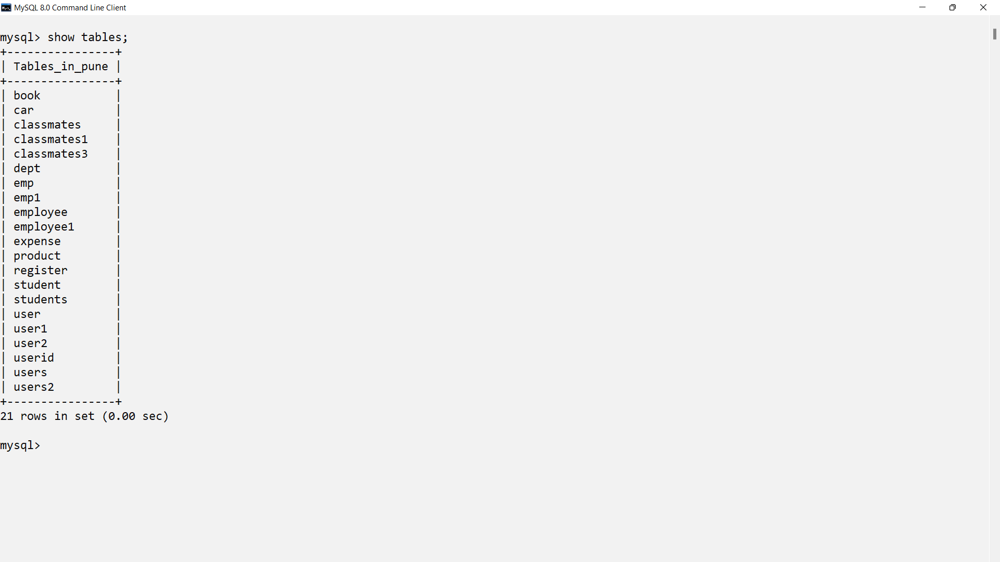 MySQL 8.0 Command Line Client
mysql> show tables;
+----------------+
| Tables_in_pune |
+----------------+
| book           |
| car            |
| classmates     |
| classmates1    |
| classmates3    |
| dept           |
| emp            |
| emp1           |
| employee       |
| employee1      |
| expense        |
| product        |
| register       |
| student        |
| students       |
| user           |
| user1          |
| user2          |
| userid         |
| users          |
| users2         |
+----------------+
21 rows in set (0.00 sec)
mysql>